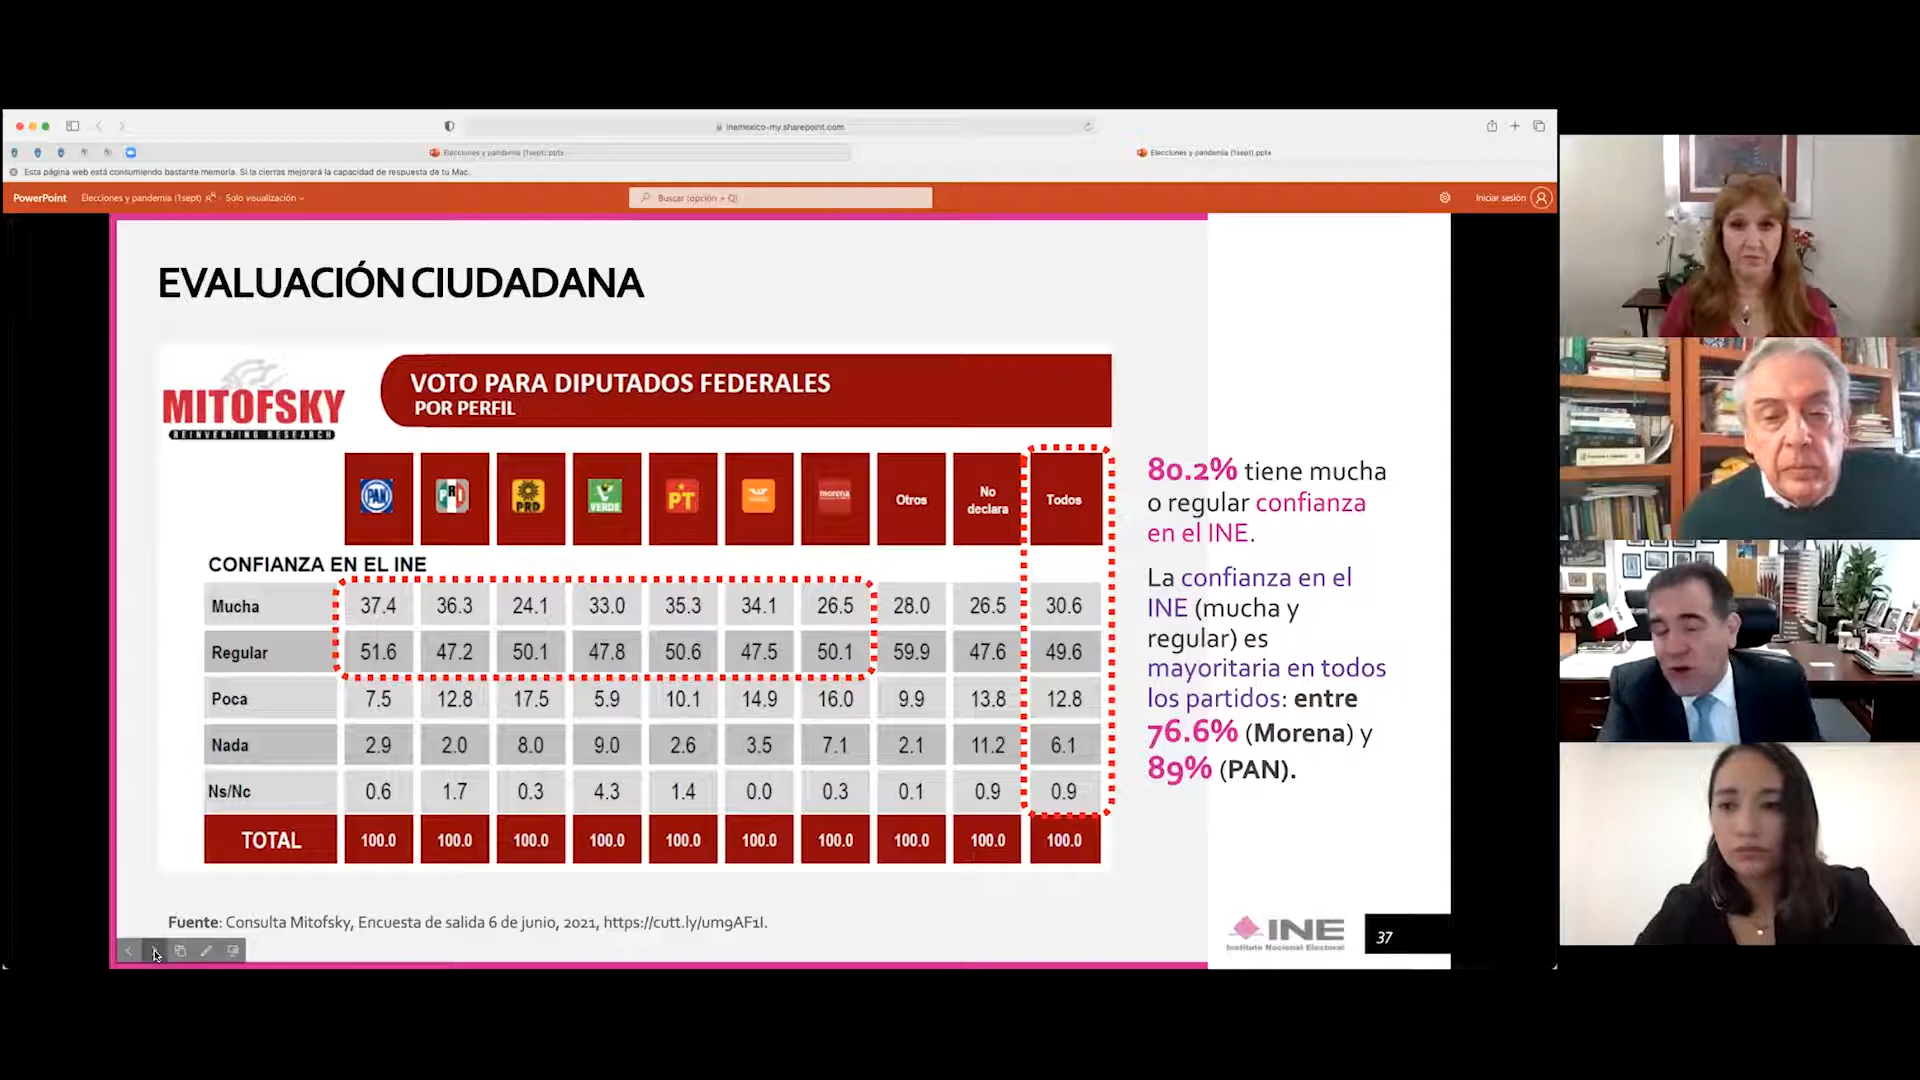 inemexico-my.sharepoint.com
Elecciones y pandemia (1sept).pptx
Elecciones y pandemia (1sept).pptx
Esta página web está consumiendo bastante memoria. Si la cierras mejorará la capacidad de respuesta de tu Mac.
PowerPoint Elecciones y pandemia (1sept) Solo visualización Buscar (opción + Q) Iniciar sesión
EVALUACIÓN CIUDADANA
MITOFSKY
REINVENTING RESEARCH
VOTO PARA DIPUTADOS FEDERALES
POR PERFIL
PAN PRD PRD VERDE PT morena Otros No declara Todos
CONFIANZA EN EL INE
Mucha 37.4 36.3 24.1 33.0 35.3 34.1 26.5 28.0 26.5 30.6
Regular 51.6 47.2 50.1 47.8 50.6 47.5 50.1 59.9 47.6 49.6
Poca 7.5 12.8 17.5 5.9 10.1 14.9 16.0 9.9 13.8 12.8
Nada 2.9 2.0 8.0 9.0 2.6 3.5 7.1 2.1 11.2 6.1
Ns/Nc 0.6 1.7 0.3 4.3 1.4 0.0 0.3 0.1 0.9 0.9
TOTAL 100.0 100.0 100.0 100.0 100.0 100.0 100.0 100.0 100.0 100.0
80.2% tiene mucha
o regular confianza
en el INE.
La confianza en el
INE (mucha y
regular) es
mayoritaria en todos
los partidos: entre
76.6% (Morena) y
89% (PAN).
Fuente: Consulta Mitofsky, Encuesta de salida 6 de junio, 2021, https://cutt.ly/um9AF1I.
INE
Instituto Nacional Electoral
37